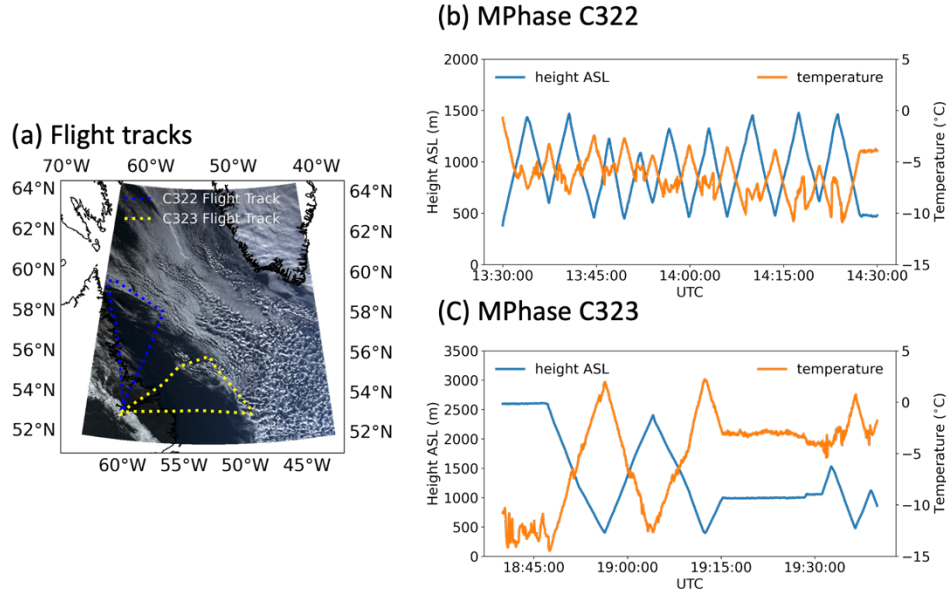 (a) Flight tracks
70°W 60°W 50°W 40°W
64°N 64°N
C322 Flight Track
C323 Flight Track
62°N 62°N
60°N 60°N
58°N 58°N
56°N 56°N
54°N 54°N
52°N 52°N
60°W 55°W 50°W 45°W
(b) MPhase C322
height ASL temperature
Height ASL (m)
2000
1500
1000
500
0
Temperature (°C)
5
0
−5
−10
−15
13:30:00 13:45:00 14:00:00 14:15:00 14:30:00
UTC
(C) MPhase C323
height ASL temperature
Height ASL (m)
3500
3000
2500
2000
1500
1000
500
0
Temperature (°C)
5
0
−5
−10
−15
18:45:00 19:00:00 19:15:00 19:30:00
UTC